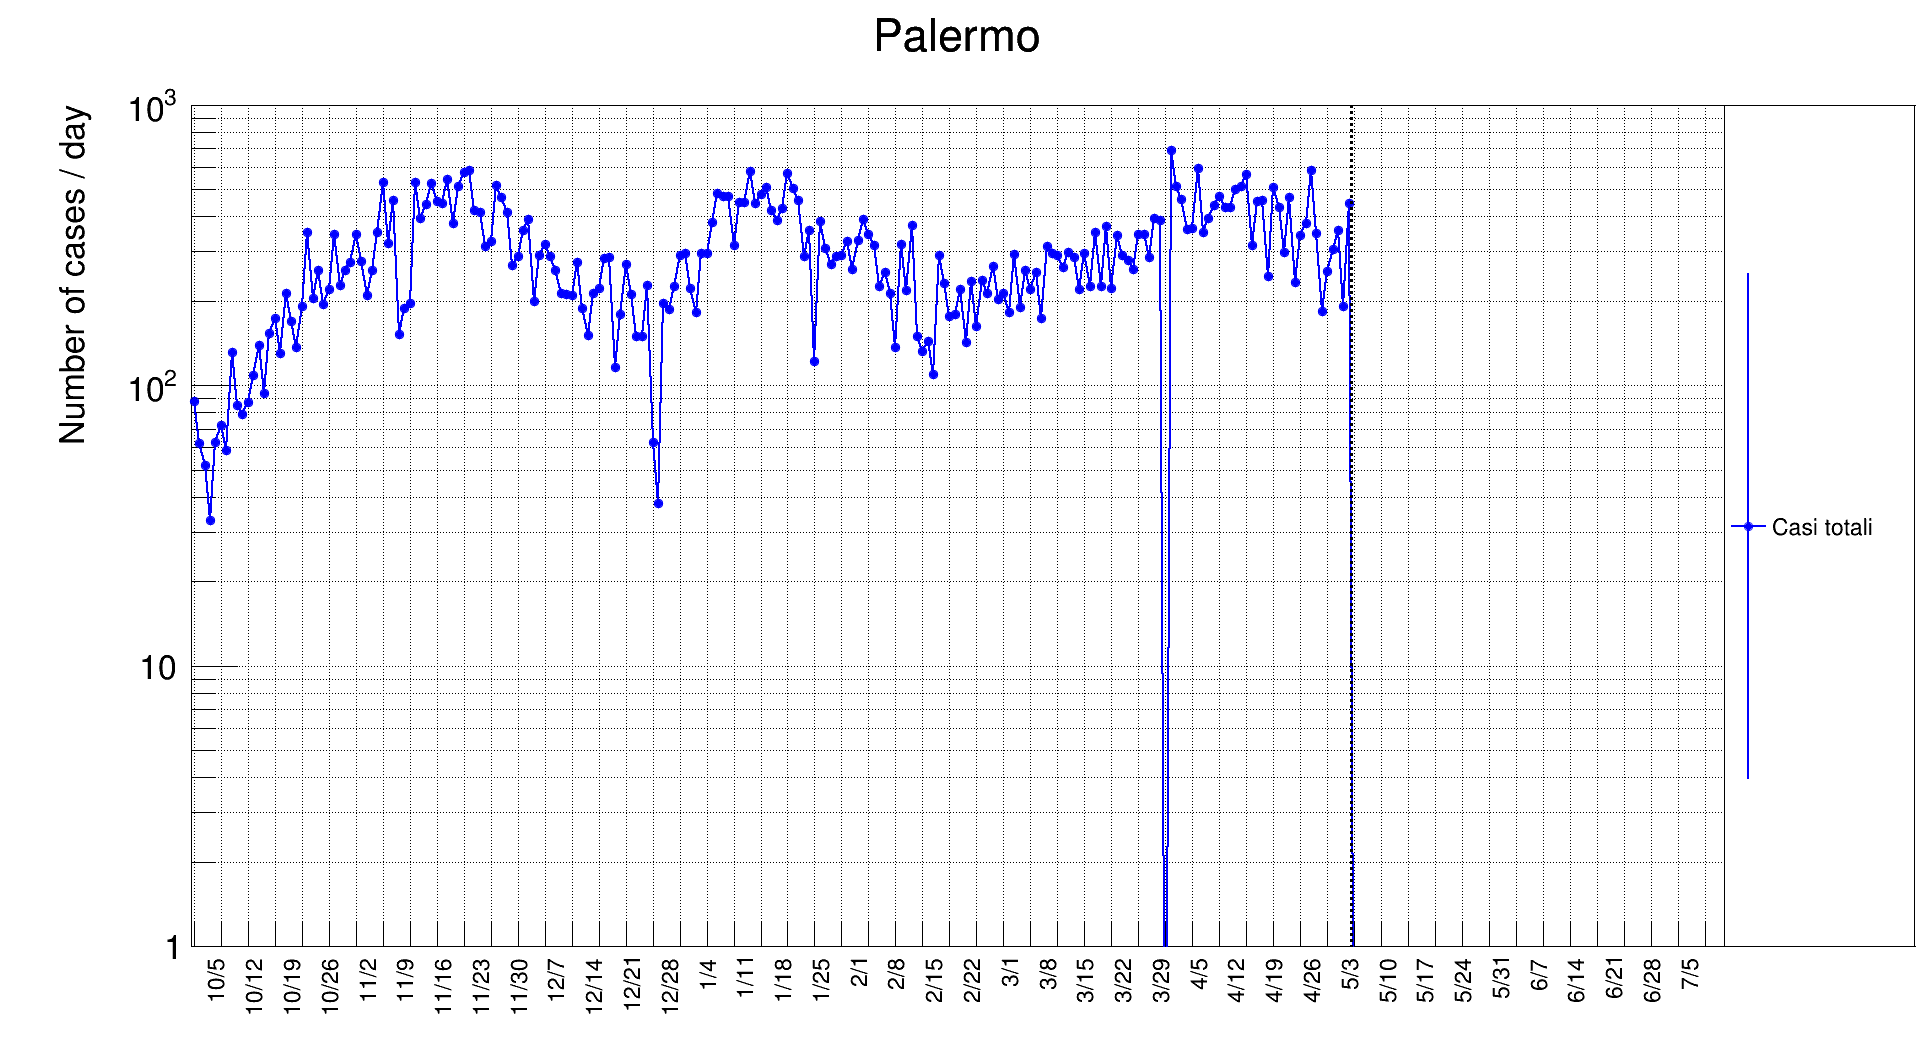 Palermo
Number of cases / day
10³
10²
10
1
10/5 10/12 10/19 10/26 11/2 11/9 11/16 11/23 11/30 12/7 12/14 12/21 12/28 1/4 1/11 1/18 1/25 2/1 2/8 2/15 2/22 3/1 3/8 3/15 3/22 3/29 4/5 4/12 4/19 4/26 5/3 5/10 5/17 5/24 5/31 6/7 6/14 6/21 6/28 7/5
Casi totali